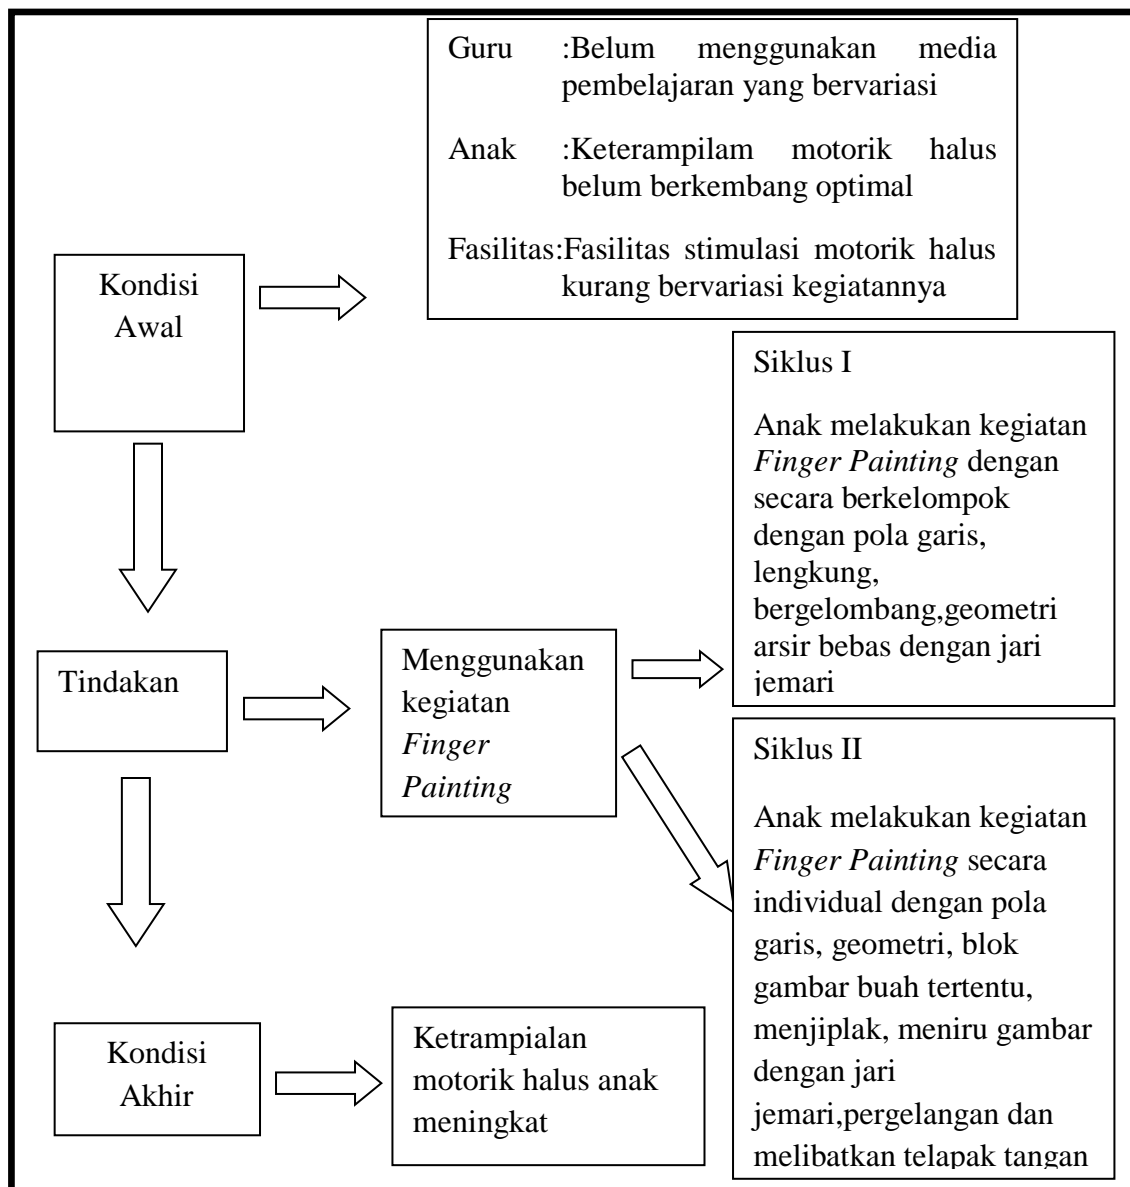 Guru :Belum menggunakan media
pembelajaran yang bervariasi
Anak :Keterampilam motorik halus
belum berkembang optimal
Fasilitas:Fasilitas stimulasi motorik halus
kurang bervariasi kegiatannya
Kondisi
Awal
Siklus I
Anak melakukan kegiatan
Finger Painting dengan
secara berkelompok
dengan pola garis,
lengkung,
bergelombang,geometri
arsir bebas dengan jari
jemari
Tindakan
Menggunakan
kegiatan
Finger
Painting
Siklus II
Anak melakukan kegiatan
Finger Painting secara
individual dengan pola
garis, geometri, blok
gambar buah tertentu,
menjiplak, meniru gambar
dengan jari
jemari,pergelangan dan
melibatkan telapak tangan
Kondisi
Akhir
Ketrampialan
motorik halus anak
meningkat